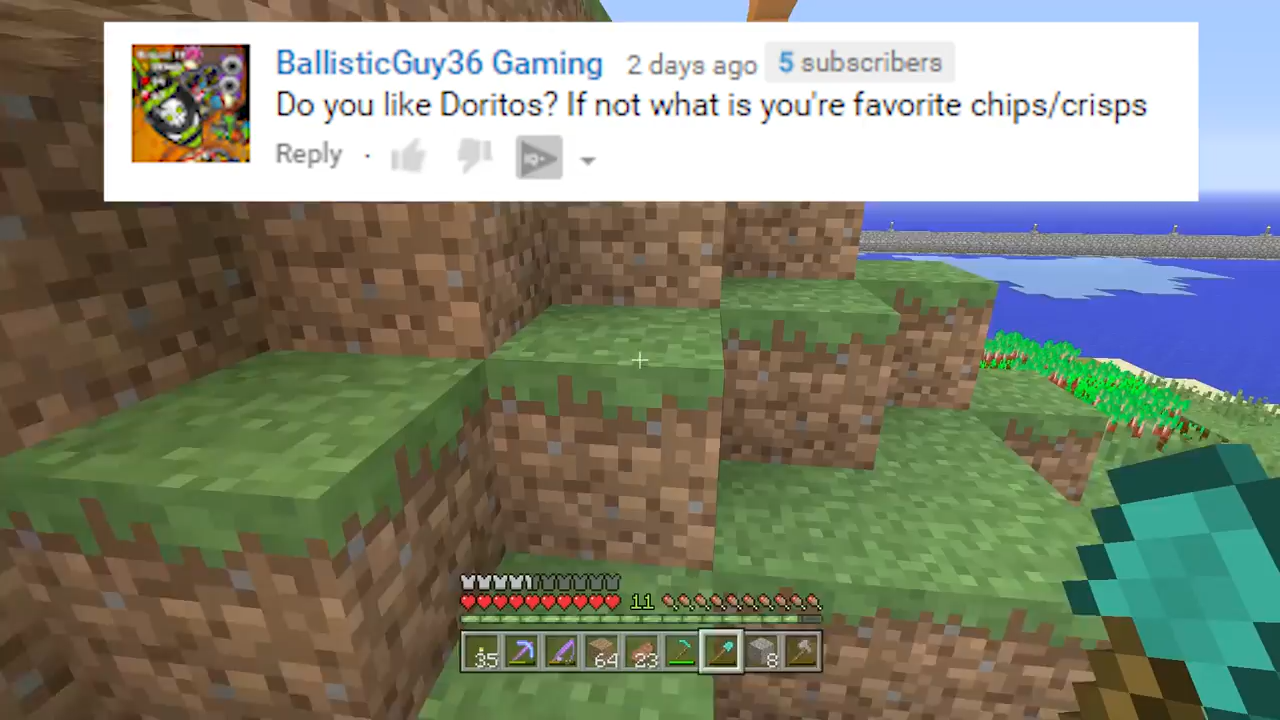 BallisticGuy36 Gaming 2 days ago 5 subscribers
Do you like Doritos? If not what is you're favorite chips/crisps
Reply ·
11
35 64 23 8